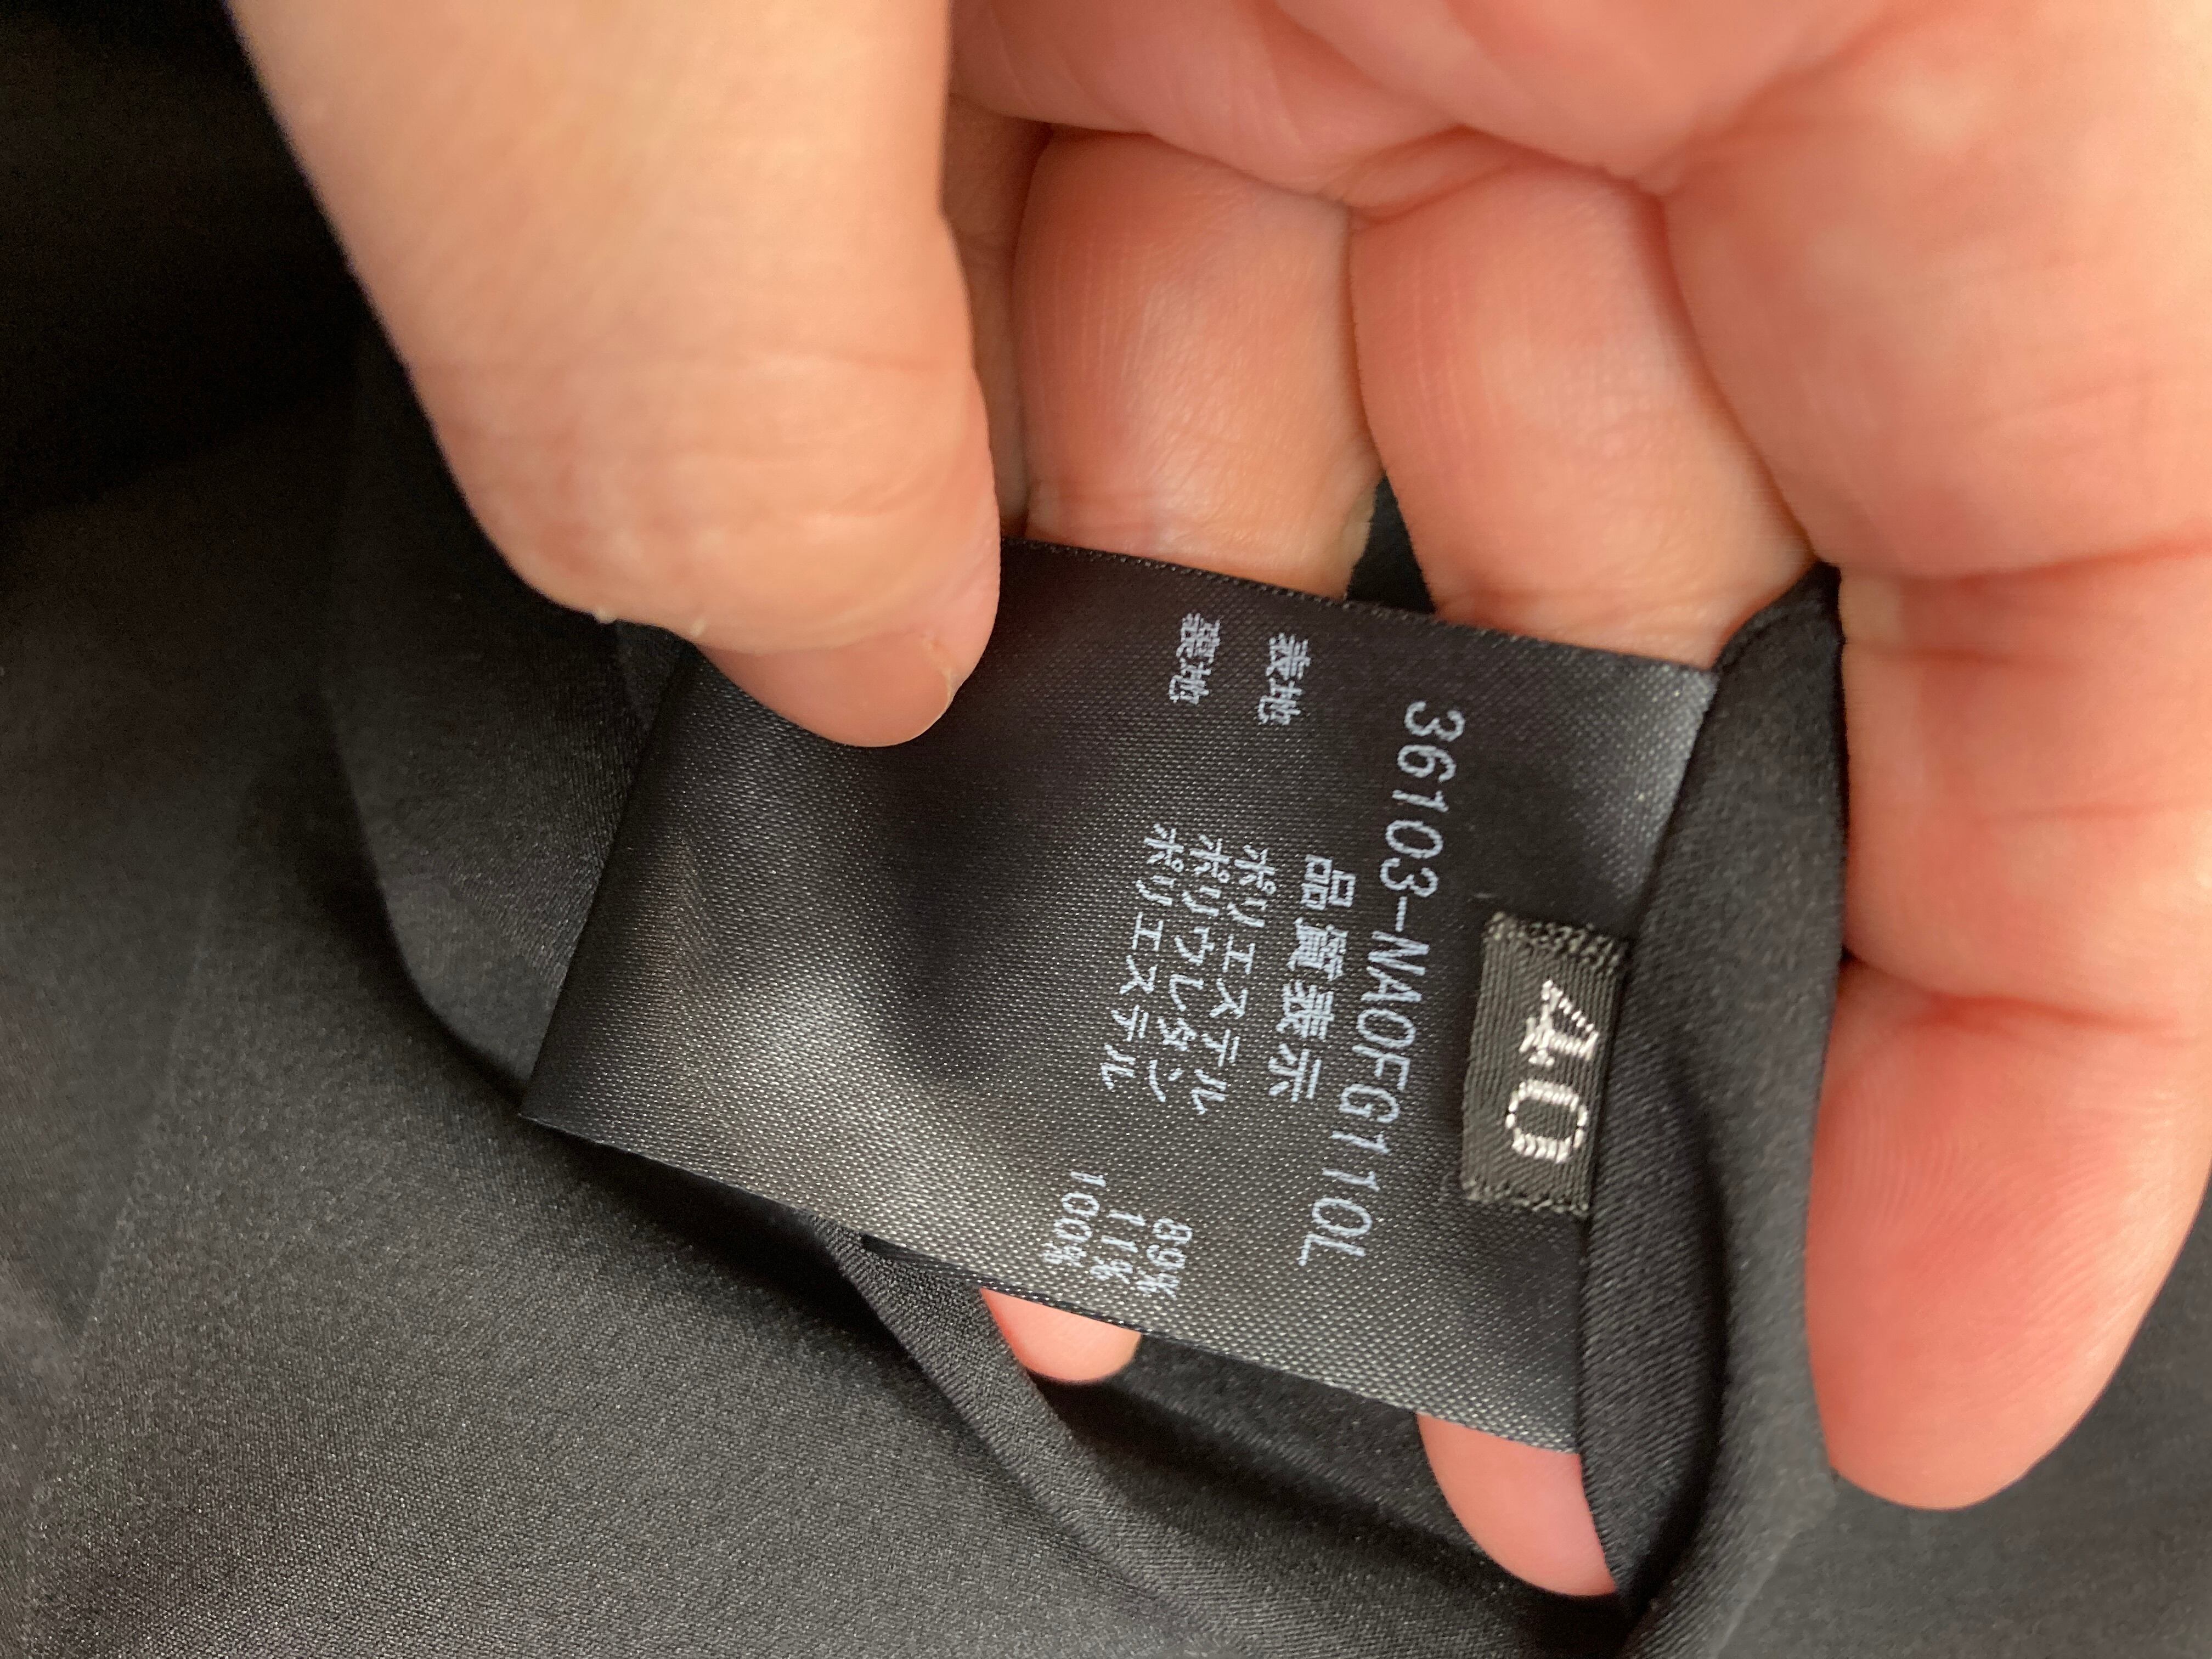 40
36103-NA0FG1110L
品質表示
表地 ポリエステル 89%
ポリウレタン 11%
裏地 ポリエステル 100%